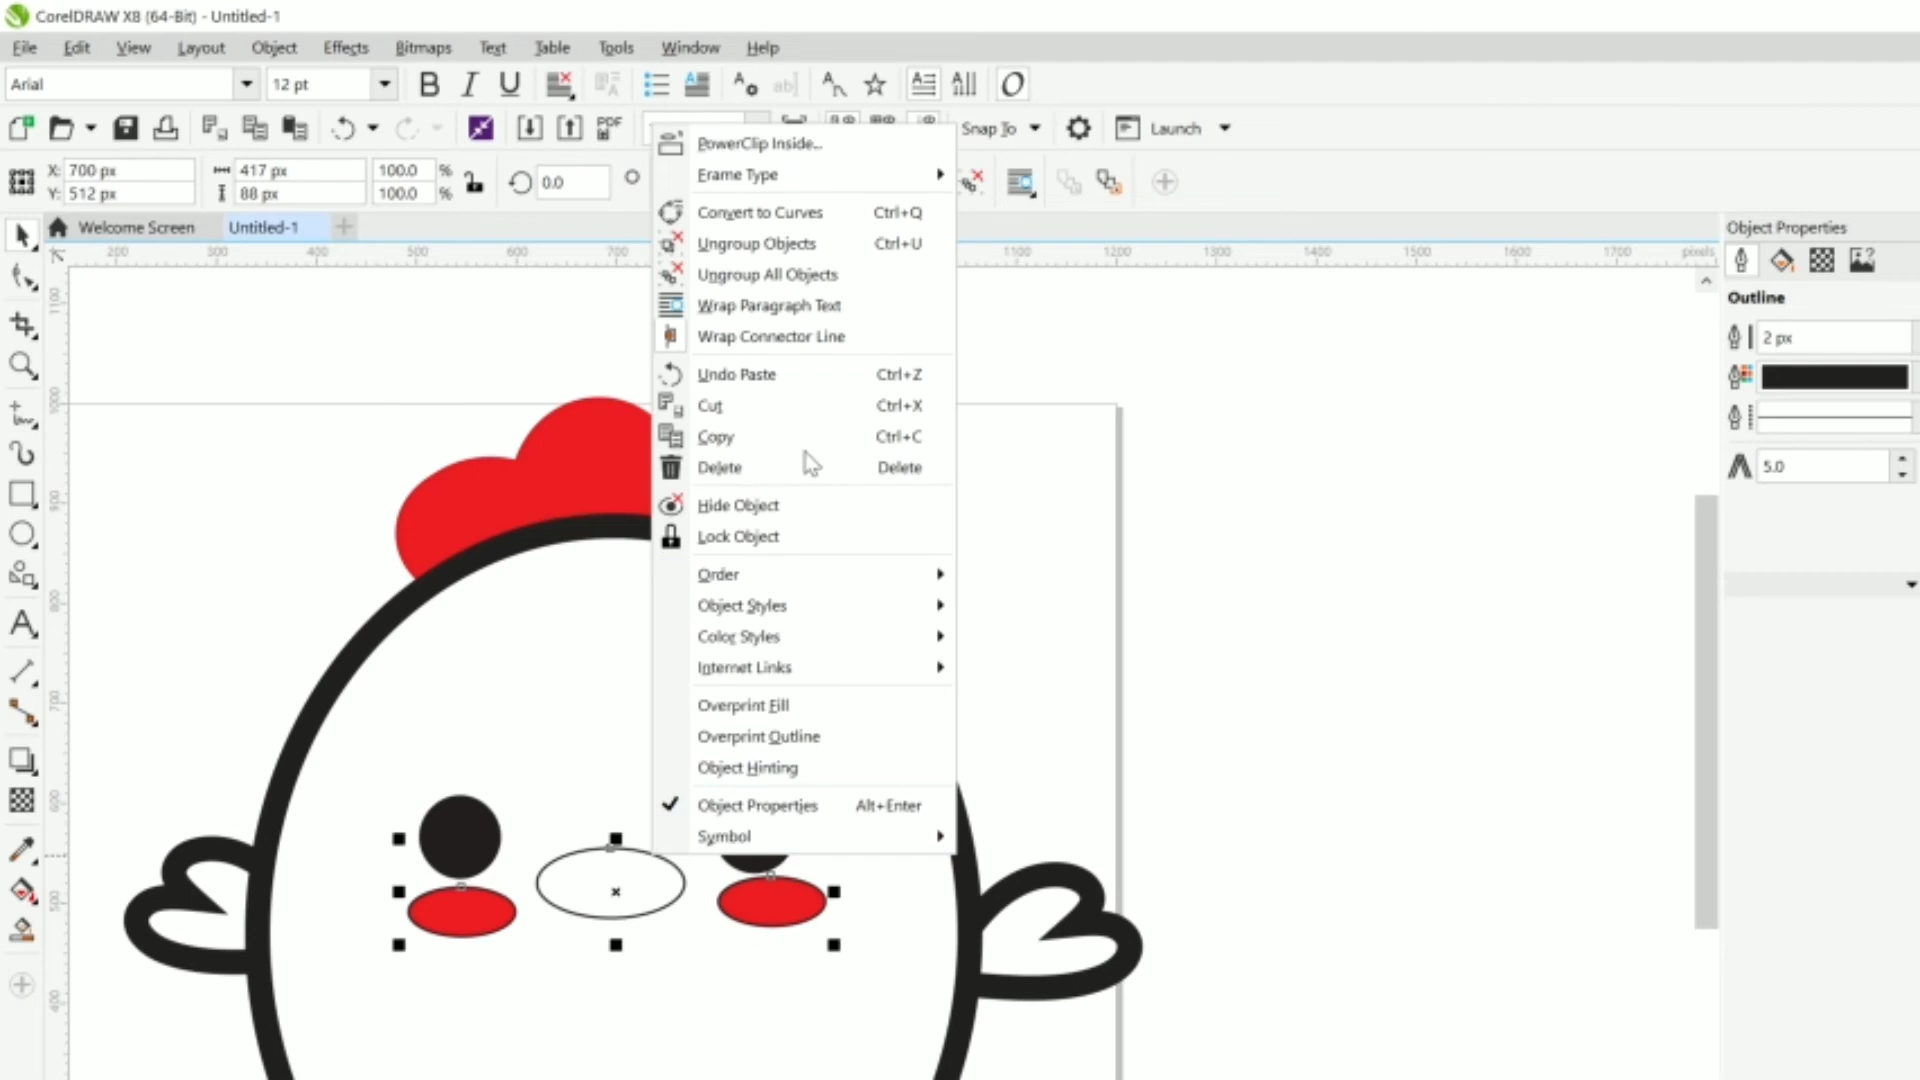 CorelDRAW X8 (64-Bit) - Untitled-1
File Edit View Layout Object Effects Bitmaps Text Table Tools Window Help
Arial 12 pt B I U
PDF Snap To Launch
X: 700 px 417 px 100.0 %
Y: 512 px 88 px 100.0 % 0.0
Welcome Screen Untitled-1
200 300 400 500 600 700 1100 1200 1300 1400 1500 1600 1700 pixels
1100
1000
900
800
700
600
500
400
PowerClip Inside...
Frame Type
Convert to Curves Ctrl+Q
Ungroup Objects Ctrl+U
Ungroup All Objects
Wrap Paragraph Text
Wrap Connector Line
Undo Paste Ctrl+Z
Cut Ctrl+X
Copy Ctrl+C
Delete Delete
Hide Object
Lock Object
Order
Object Styles
Color Styles
Internet Links
Overprint Fill
Overprint Outline
Object Hinting
Object Properties Alt+Enter
Symbol
Object Properties
Outline
2 px
5.0